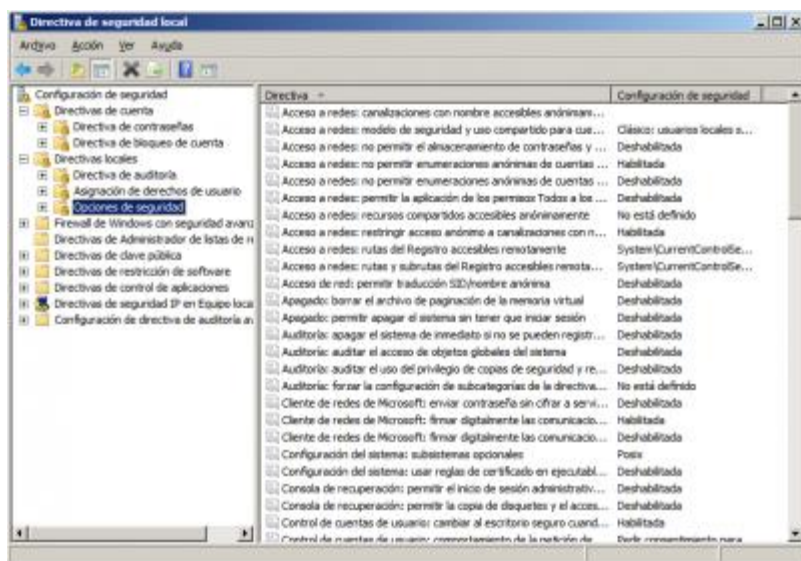 Directiva de seguridad local
Archivo Acción Ver Ayuda
Configuración de seguridad
Directivas de cuenta
Directiva de contraseñas
Directiva de bloqueo de cuenta
Directivas locales
Directiva de auditoría
Asignación de derechos de usuario
Opciones de seguridad
Firewall de Windows con seguridad avanz
Directivas de Administrador de listas de r
Directivas de clave pública
Directivas de restricción de software
Directivas de control de aplicaciones
Directivas de seguridad IP en Equipo loca
Configuración de directiva de auditoría av
Directiva Configuración de seguridad
Acceso a redes: canalizaciones con nombre accesibles anónimam...
Acceso a redes: modelo de seguridad y uso compartido para cue... Clásico: usuarios locales s...
Acceso a redes: no permitir el almacenamiento de contraseñas y ... Deshabilitada
Acceso a redes: no permitir enumeraciones anónimas de cuentas ... Habilitada
Acceso a redes: no permitir enumeraciones anónimas de cuentas ... Deshabilitada
Acceso a redes: permitir la aplicación de los permisos Todos a los ... Deshabilitada
Acceso a redes: recursos compartidos accesibles anónimamente No está definido
Acceso a redes: restringir acceso anónimo a canalizaciones con n... Habilitada
Acceso a redes: rutas del Registro accesibles remotamente System\CurrentControlSe...
Acceso a redes: rutas y subrutas del Registro accesibles remota... System\CurrentControlSe...
Acceso de red: permitir traducción SID/nombre anónima Deshabilitada
Apagado: borrar el archivo de paginación de la memoria virtual Deshabilitada
Apagado: permitir apagar el sistema sin tener que iniciar sesión Deshabilitada
Auditoría: apagar el sistema de inmediato si no se pueden registr... Deshabilitada
Auditoría: auditar el acceso de objetos globales del sistema Deshabilitada
Auditoría: auditar el uso del privilegio de copias de seguridad y re... Deshabilitada
Auditoría: forzar la configuración de subcategorías de la directiva... No está definido
Cliente de redes de Microsoft: enviar contraseña sin cifrar a servi... Deshabilitada
Cliente de redes de Microsoft: firmar digitalmente las comunicacio... Habilitada
Cliente de redes de Microsoft: firmar digitalmente las comunicacio... Deshabilitada
Configuración del sistema: subsistemas opcionales Posix
Configuración del sistema: usar reglas de certificado en ejecutabl... Deshabilitada
Consola de recuperación: permitir el inicio de sesión administrativ... Deshabilitada
Consola de recuperación: permitir la copia de disquetes y el acces... Deshabilitada
Control de cuentas de usuario: cambiar al escritorio seguro cuand... Habilitada
Control de cuentas de usuario: comportamiento de la petición de Pedir consentimiento para